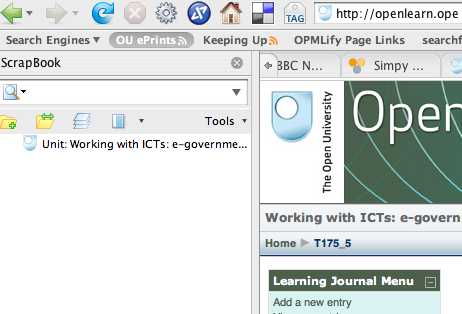 TAG
http://openlearn.ope
Search Engines
OU ePrints
Keeping Up
OPMLify Page Links
searchf
ScrapBook
BBC N...
Simpy ...
Tools
Unit: Working with ICTs: e-governme...
The Open University
Open
Working with ICTs: e-govern
Home
T175_5
Learning Journal Menu
Add a new entry